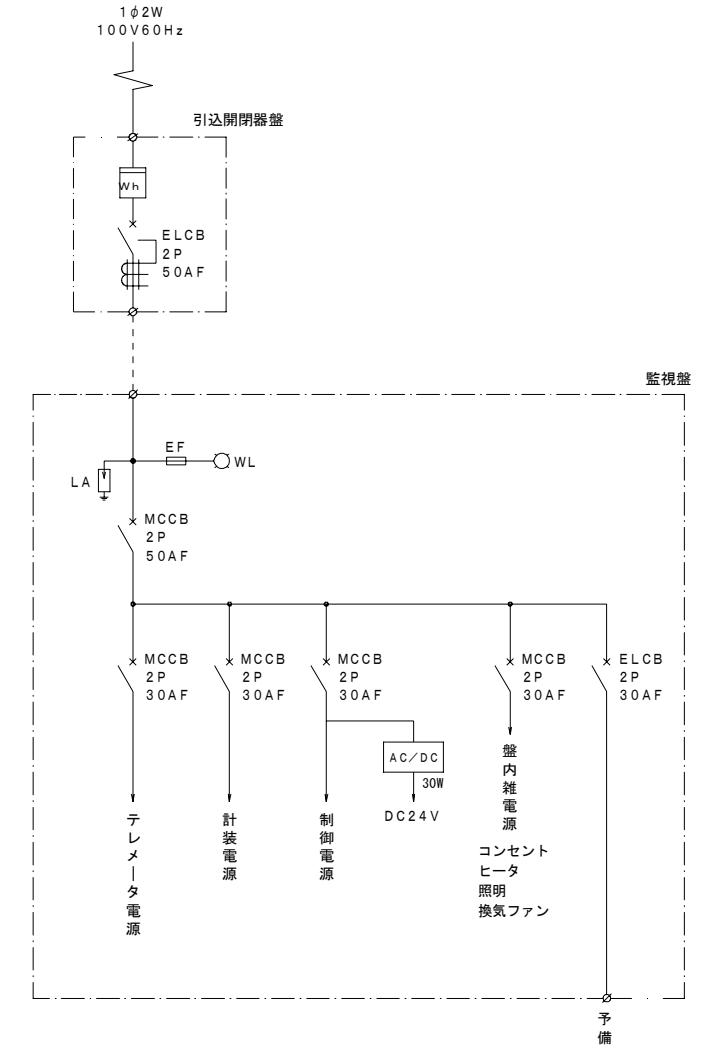 1φ2W
100V60Hz
引込開閉器盤
Wh
ELCB
2P
50AF
監視盤
EF
WL
LA
MCCB
2P
50AF
MCCB
2P
30AF
MCCB
2P
30AF
MCCB
2P
30AF
MCCB
2P
30AF
ELCB
2P
30AF
AC/DC
30W
DC24V
テレメータ電源
計装電源
制御電源
盤内雑電源
コンセント
ヒータ
照明
換気ファン
予備